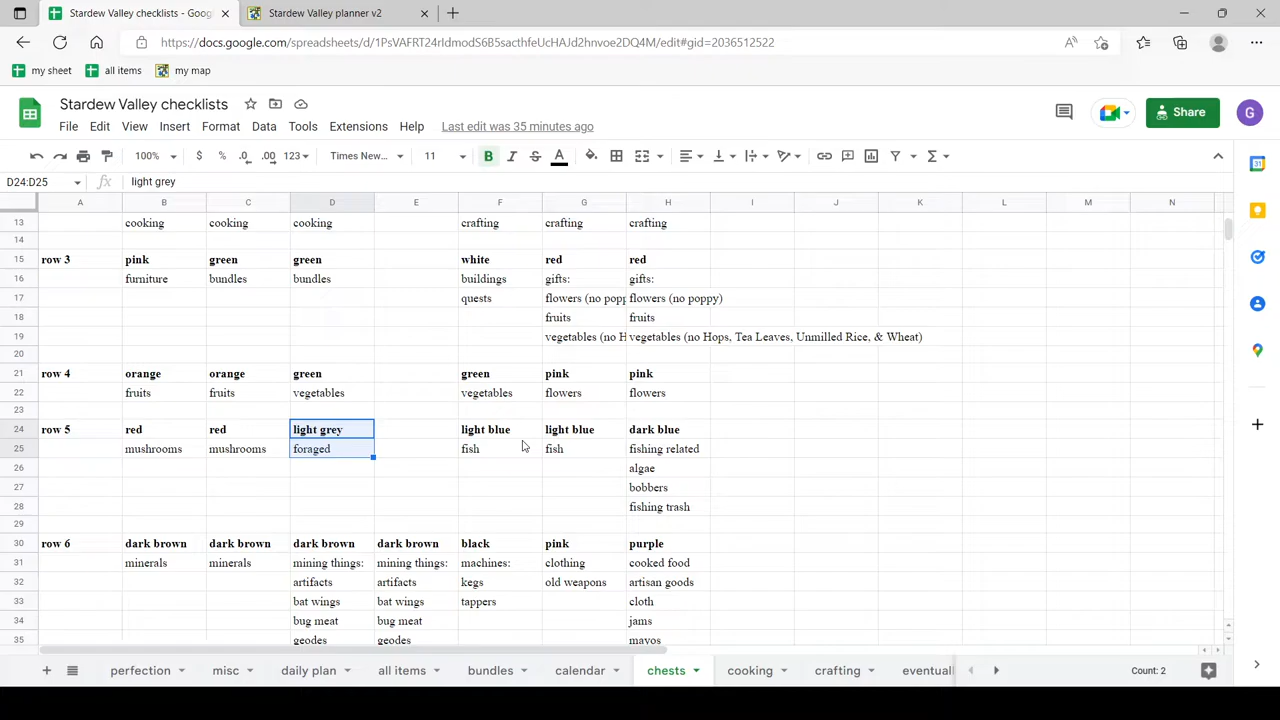 Stardew Valley checklists - Goog
Stardew Valley planner v2
https://docs.google.com/spreadsheets/d/1PsVAFRT24rIdmodS6B5sacthfeUcHAJd2hnvoe2DQ4M/edit#gid=2036512522
my sheet all items my map
Stardew Valley checklists
File Edit View Insert Format Data Tools Extensions Help Last edit was 35 minutes ago
Share
G
100% $ % .0 .00 123 Times New... 11 B I S A
D24:D25 fx light grey
31
A B C D E F G H I J K L M N
13 cooking cooking cooking crafting crafting crafting
14
15 row 3 pink green green white red red
16 furniture bundles bundles buildings gifts: gifts:
17 quests flowers (no popp flowers (no poppy)
18 fruits fruits
19 vegetables (no H vegetables (no Hops, Tea Leaves, Unmilled Rice, & Wheat)
20
21 row 4 orange orange green green pink pink
22 fruits fruits vegetables vegetables flowers flowers
23
24 row 5 red red light grey light blue light blue dark blue
25 mushrooms mushrooms foraged fish fish fishing related
26 algae
27 bobbers
28 fishing trash
29
30 row 6 dark brown dark brown dark brown dark brown black pink purple
31 minerals minerals mining things: mining things: machines: clothing cooked food
32 artifacts artifacts kegs old weapons artisan goods
33 bat wings bat wings tappers cloth
34 bug meat bug meat jams
35 geodes geodes mayos
perfection misc daily plan all items bundles calendar chests cooking crafting eventuall Count: 2